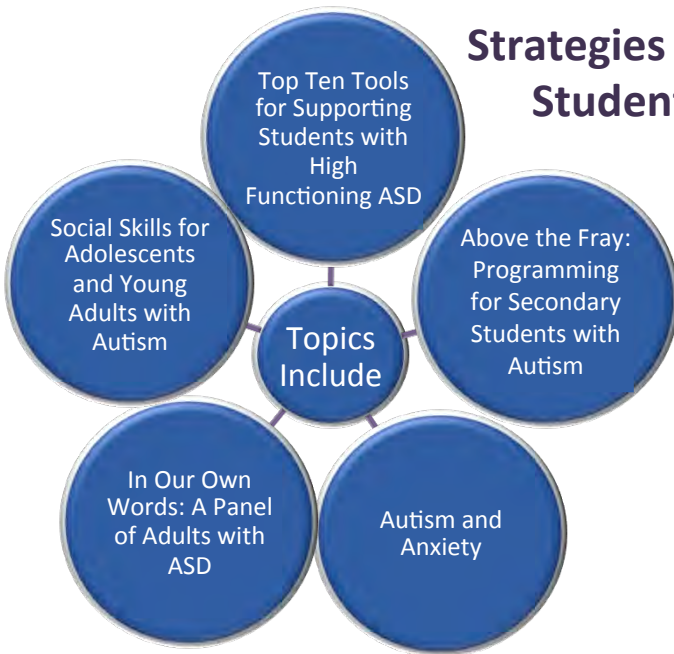 Strategies
Student
Top Ten Tools
for Supporting
Students with
High
Functioning ASD
Social Skills for
Adolescents
and Young
Adults with
Autism
Above the Fray:
Programming
for Secondary
Students with
Autism
Topics
Include
In Our Own
Words: A Panel
of Adults with
ASD
Autism and
Anxiety